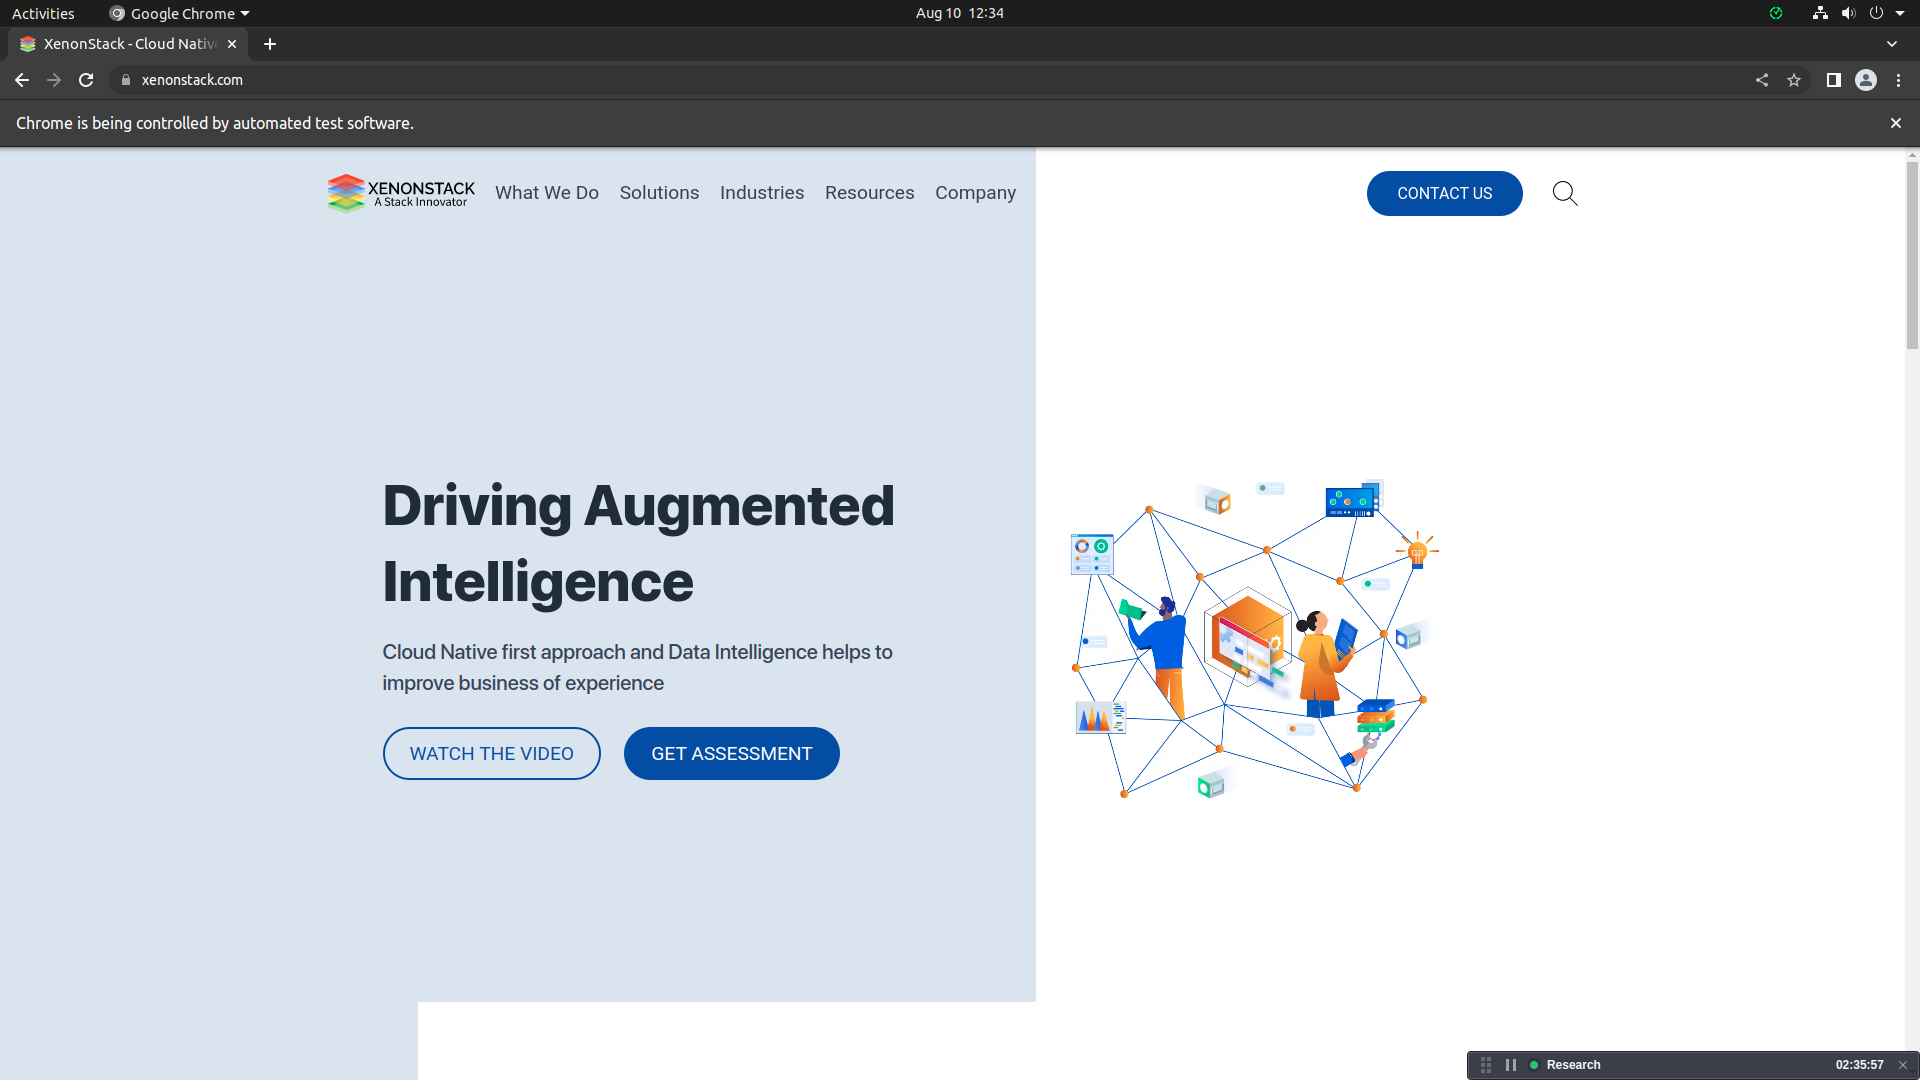 Activities
Google Chrome
Aug 10 12:34
XenonStack - Cloud Native
xenonstack.com
Chrome is being controlled by automated test software.
XENONSTACK
A Stack Innovator
What We Do
Solutions
Industries
Resources
Company
CONTACT US
Driving Augmented
Intelligence
Cloud Native first approach and Data Intelligence helps to
improve business of experience
WATCH THE VIDEO
GET ASSESSMENT
Research
02:35:57